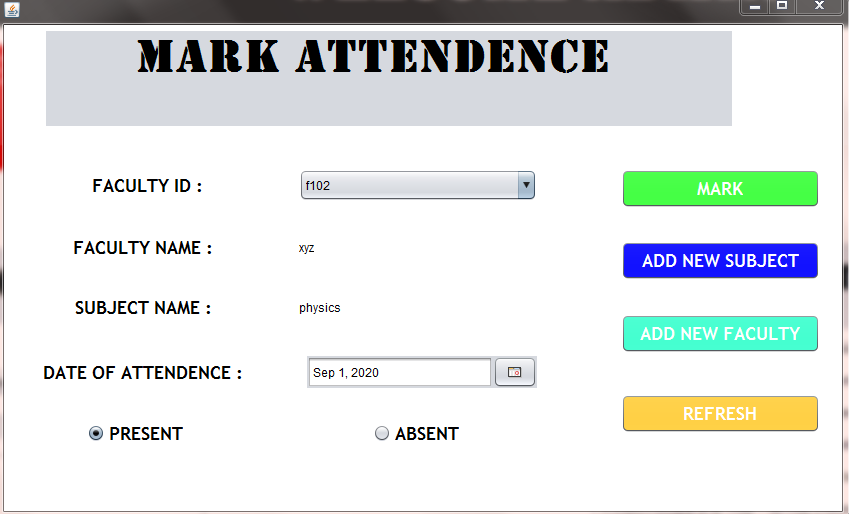 MARK ATTENDENCE
FACULTY ID :
f102
MARK
FACULTY NAME :
xyz
ADD NEW SUBJECT
SUBJECT NAME :
physics
ADD NEW FACULTY
DATE OF ATTENDENCE :
Sep 1, 2020
REFRESH
PRESENT
ABSENT